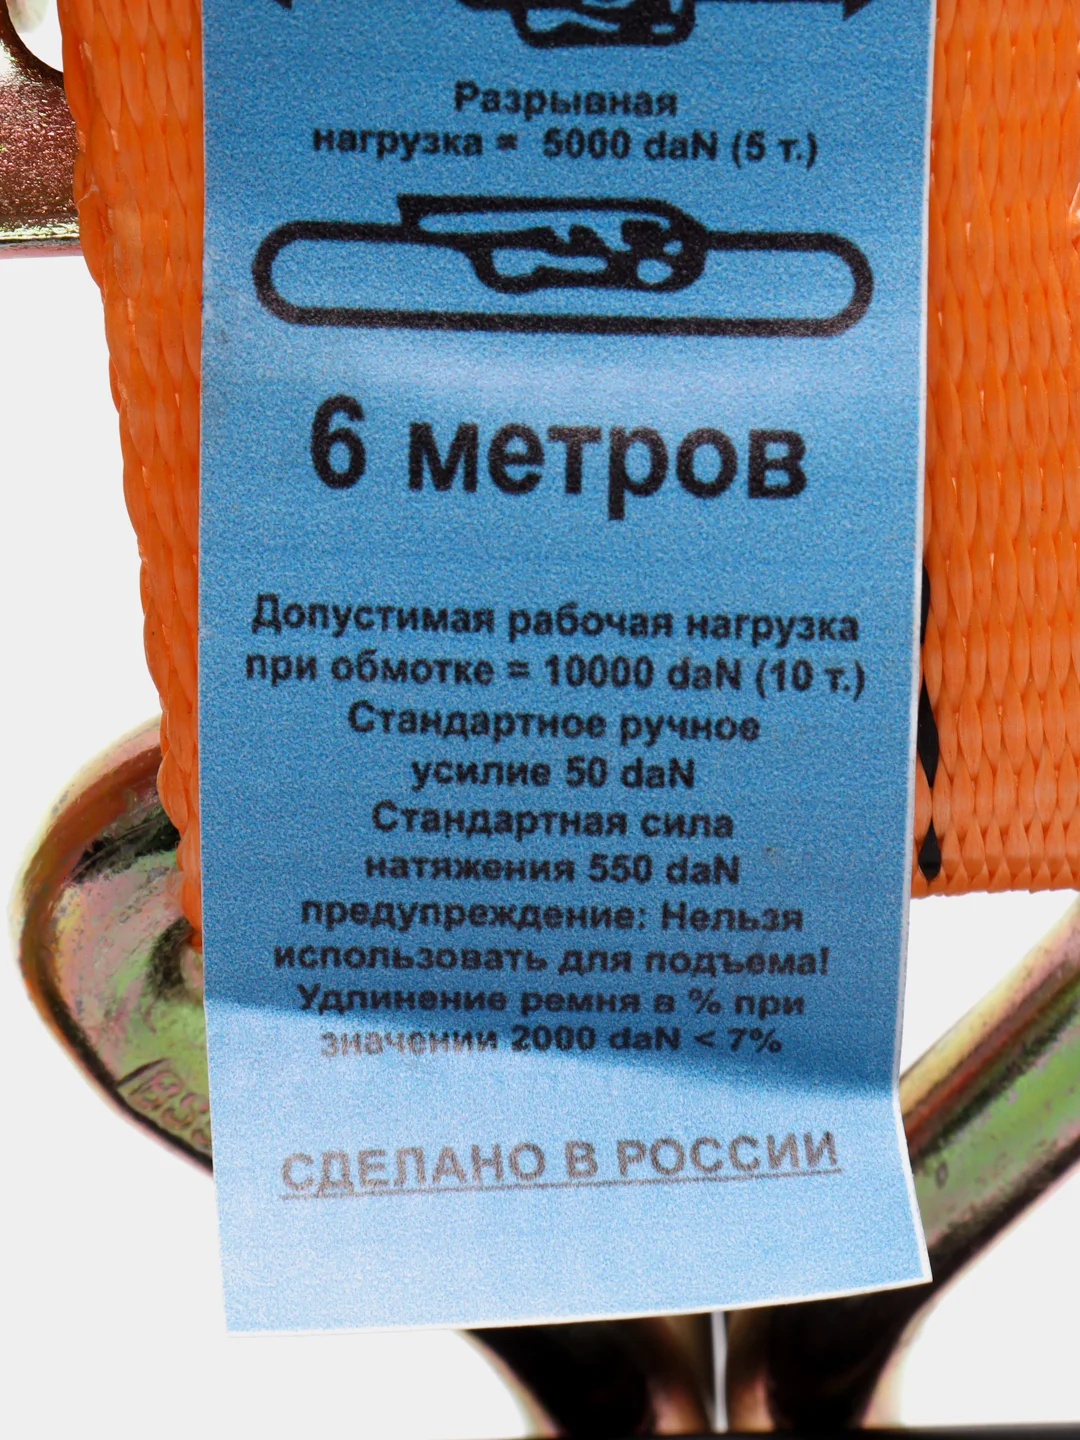 Разрывная
нагрузка = 5000 daN (5 т.)
6 метров
Допустимая рабочая нагрузка
при обмотке = 10000 daN (10 т.)
Стандартное ручное
усилие 50 daN
Стандартная сила
натяжения 550 daN
предупреждение: Нельзя
использовать для подъема!
Удлинение ремня в % при
значении 2000 daN < 7%
СДЕЛАНО В РОССИИ